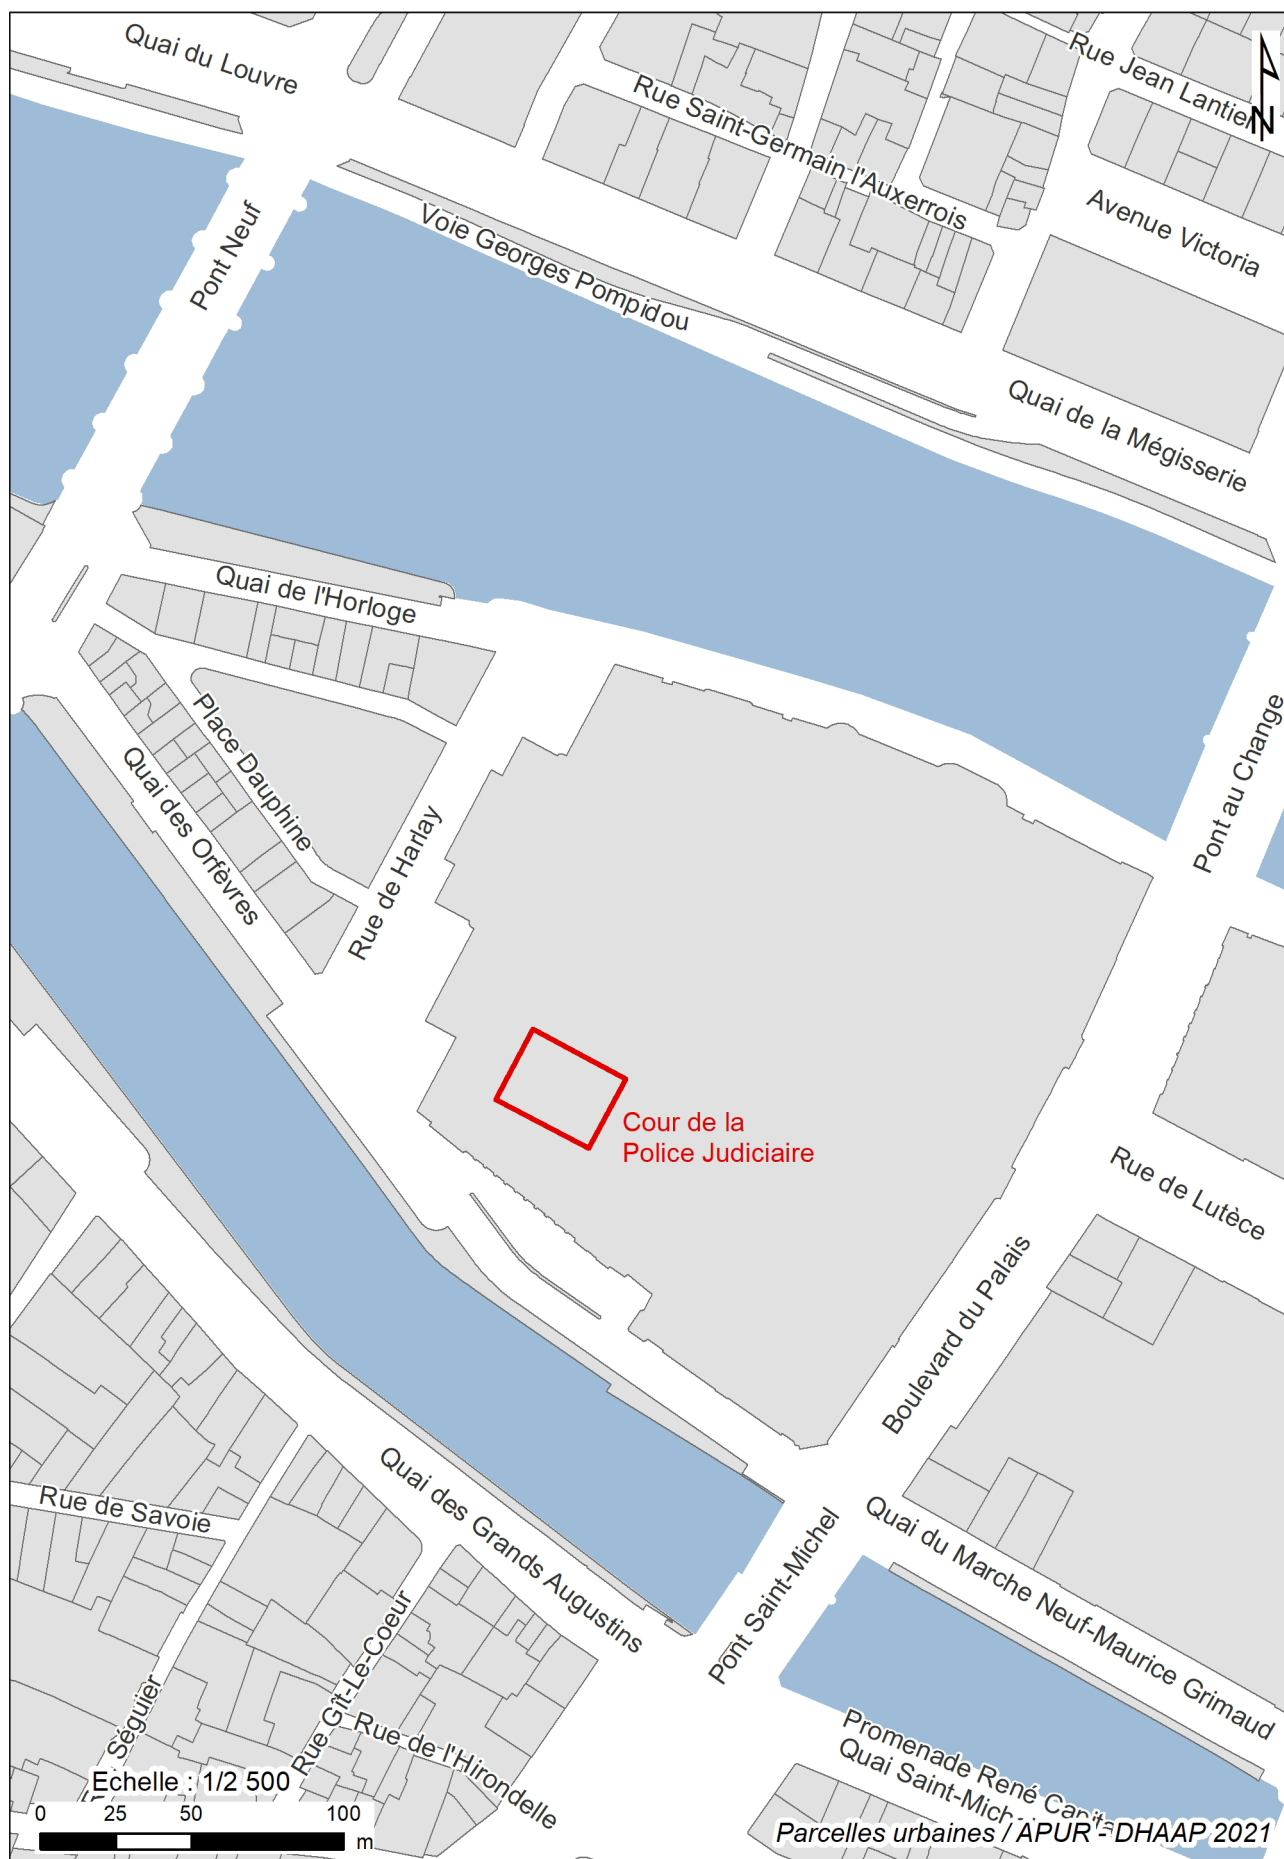 Quai du Louvre
Rue Jean Lantier
N
Rue Saint-Germain l'Auxerrois
Avenue Victoria
Pont Neuf
Voie Georges Pompidou
Quai de la Mégisserie
Quai de l'Horloge
Place Dauphine
Quai des Orfèvres
Rue de Harlay
Pont au Change
Cour de la
Police Judiciaire
Rue de Lutèce
Boulevard du Palais
Quai des Grands Augustins
Rue de Savoie
Pont Saint-Michel
Quai du Marche Neuf-Maurice Grimaud
Séguier
Rue Gît-Le-Coeur
Rue de l'Hirondelle
Promenade René
Quai
Echelle : 1/2 500
0 25 50 100
m
Parcelles urbaines / APUR - DHAAP 2021